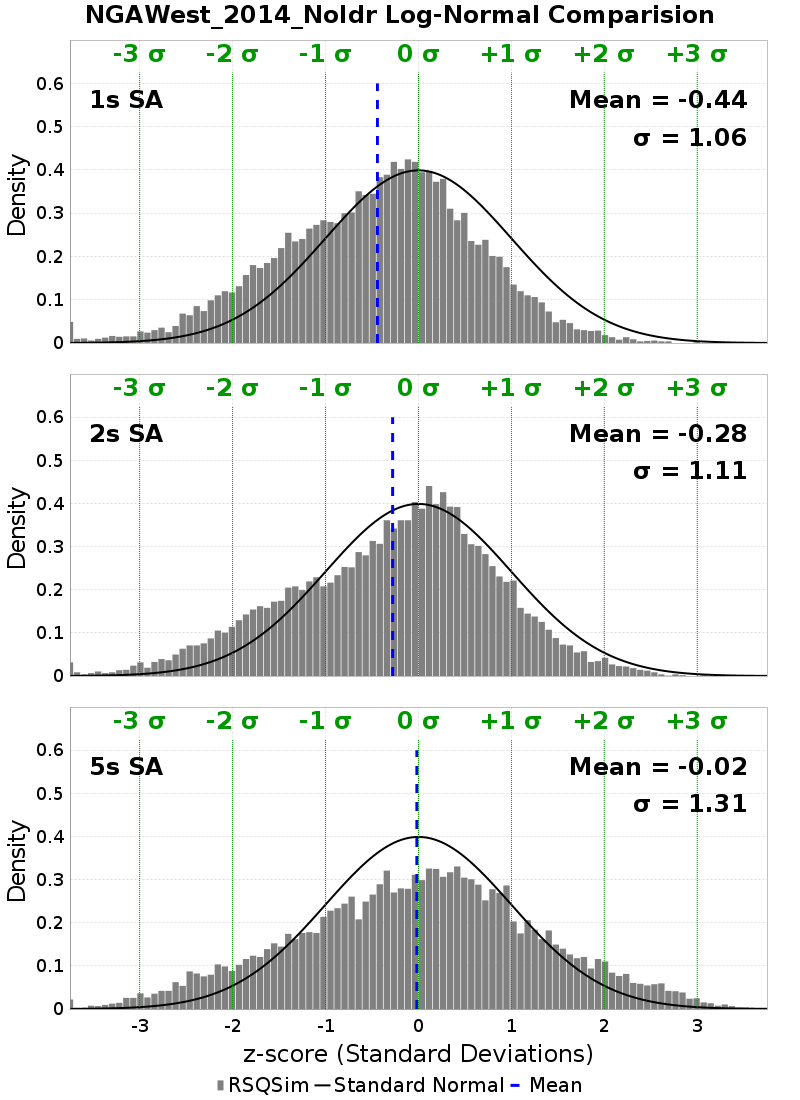 NGAWest_2014_NoIdr Log-Normal Comparision
-3 σ -2 σ -1 σ 0 σ +1 σ +2 σ +3 σ
0.6
1s SA
Mean = -0.44
0.5
σ = 1.06
0.4
Density
0.3
0.2
0.1
0
-3 σ -2 σ -1 σ 0 σ +1 σ +2 σ +3 σ
0.6
2s SA
Mean = -0.28
0.5
σ = 1.11
0.4
Density
0.3
0.2
0.1
0
-3 σ -2 σ -1 σ 0 σ +1 σ +2 σ +3 σ
0.6
5s SA
Mean = -0.02
0.5
σ = 1.31
0.4
Density
0.3
0.2
0.1
0
-3 -2 -1 0 1 2 3
z-score (Standard Deviations)
RSQSim Standard Normal Mean